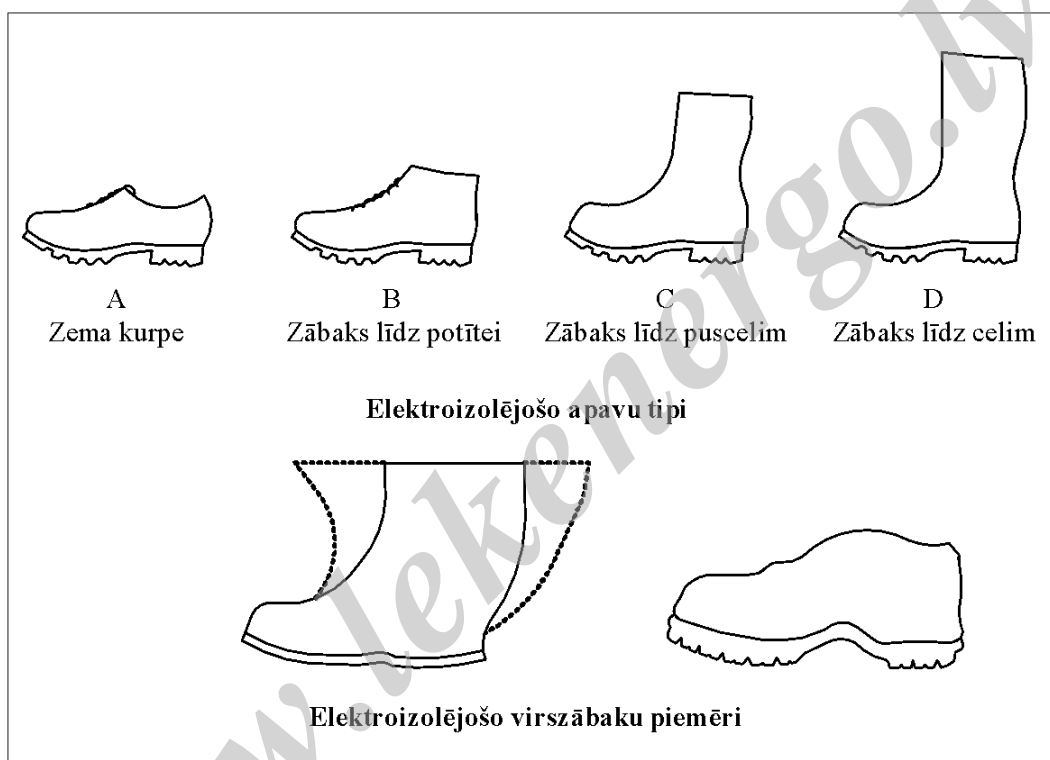 A
B
C
D
Zema kurpe
Zābaks līdz potītei
Zābaks līdz puscelim
Zābaks līdz celim
Elektroizolējošo apavu tipi
Elektroizolējošo virszābaku piemēri
w.lekenergo.lv